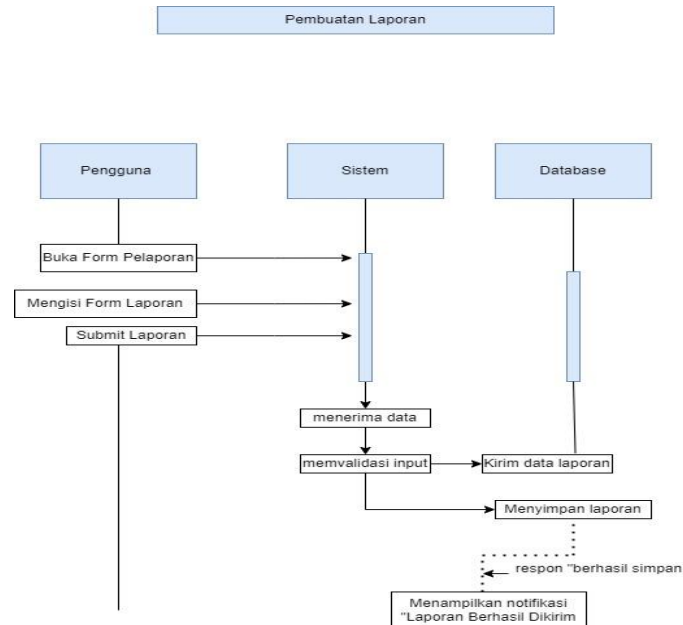 Pembuatan Laporan
Pengguna
Sistem
Database
Buka Form Pelaporan
Mengisi Form Laporan
Submit Laporan
menerima data
memvalidasi input
Kirim data laporan
Menyimpan laporan
respon "berhasil simpan
Menampilkan notifikasi
"Laporan Berhasil Dikirim